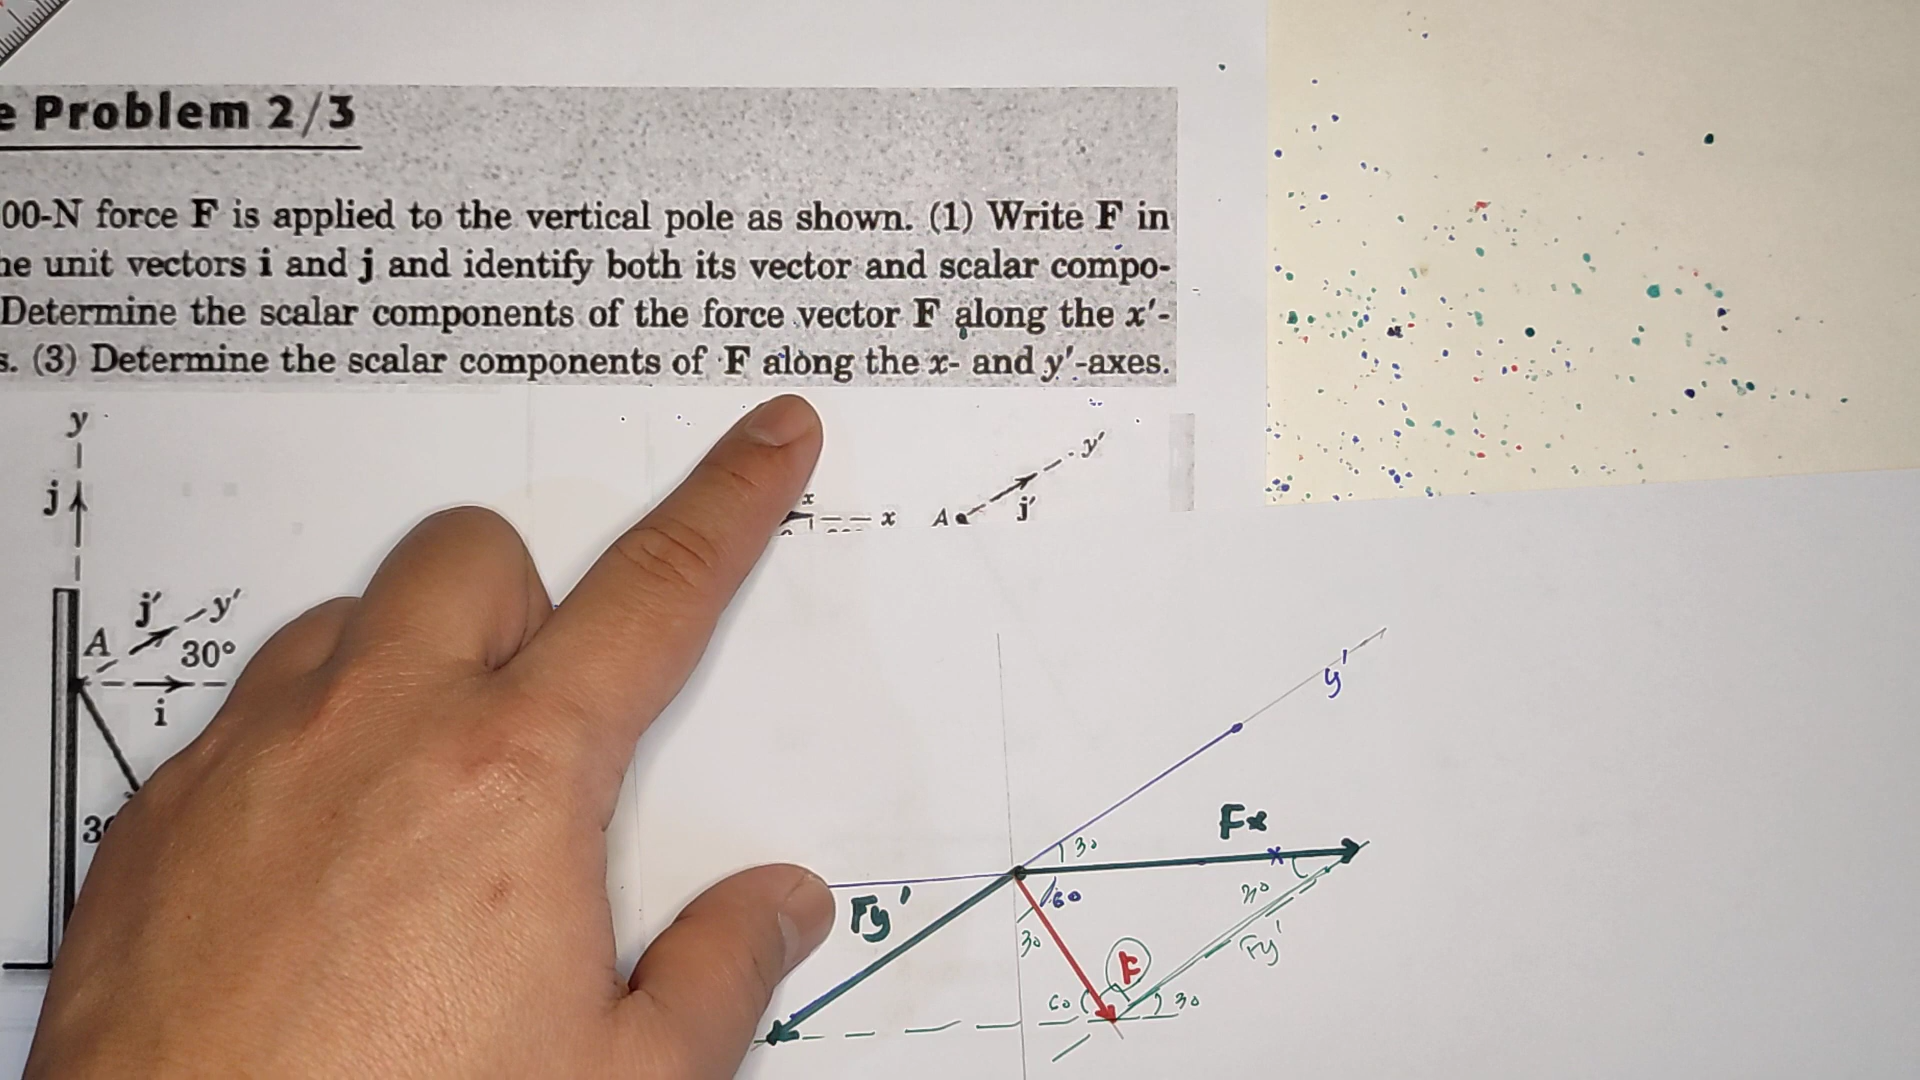 e Problem 2/3
00-N force F is applied to the vertical pole as shown. (1) Write F in
he unit vectors i and j and identify both its vector and scalar compo-
Determine the scalar components of the force vector F along the x′-
s. (3) Determine the scalar components of F along the x- and y′-axes.
y
j
j′ y′
A 30°
i
x
x
A
j′
y′
y'
30
Fx
60
Fy'
30
F
Fy'
60
30